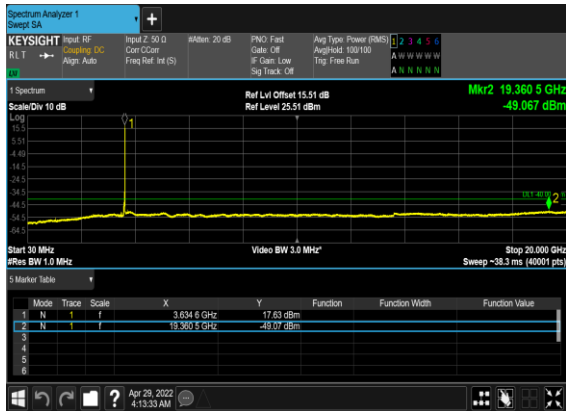 Spectrum Analyzer 1
Swept SA
KEYSIGHT Input: RF Input Z: 50 Ω #Atten: 20 dB PNO: Fast Avg Type: Power (RMS) 1 2 3 4 5 6
R L T Coupling: DC Corr CCorr Gate: Off Avg|Hold: 100/100 A W W W W W
Align: Auto Freq Ref: Int (S) IF Gain: Low Trig: Free Run
LXI Sig Track: Off A N N N N N
1 Spectrum Ref Lvl Offset 15.51 dB Mkr2 19.360 5 GHz
Scale/Div 10 dB Ref Level 25.51 dBm -49.067 dBm
Log
15.5
5.51
-4.49
-14.5
-24.5
-34.5
-44.5
-54.5
-64.5
1
2
Start 30 MHz Video BW 3.0 MHz* Stop 20.000 GHz
#Res BW 1.0 MHz Sweep ~38.3 ms (40001 pts)
5 Marker Table
Mode Trace Scale X Y Function Function Width Function Value
1 N 1 f 3.634 6 GHz 17.63 dBm
2 N 1 f 19.360 5 GHz -49.07 dBm
3
4
5
6
Apr 29, 2022
4:13:33 AM